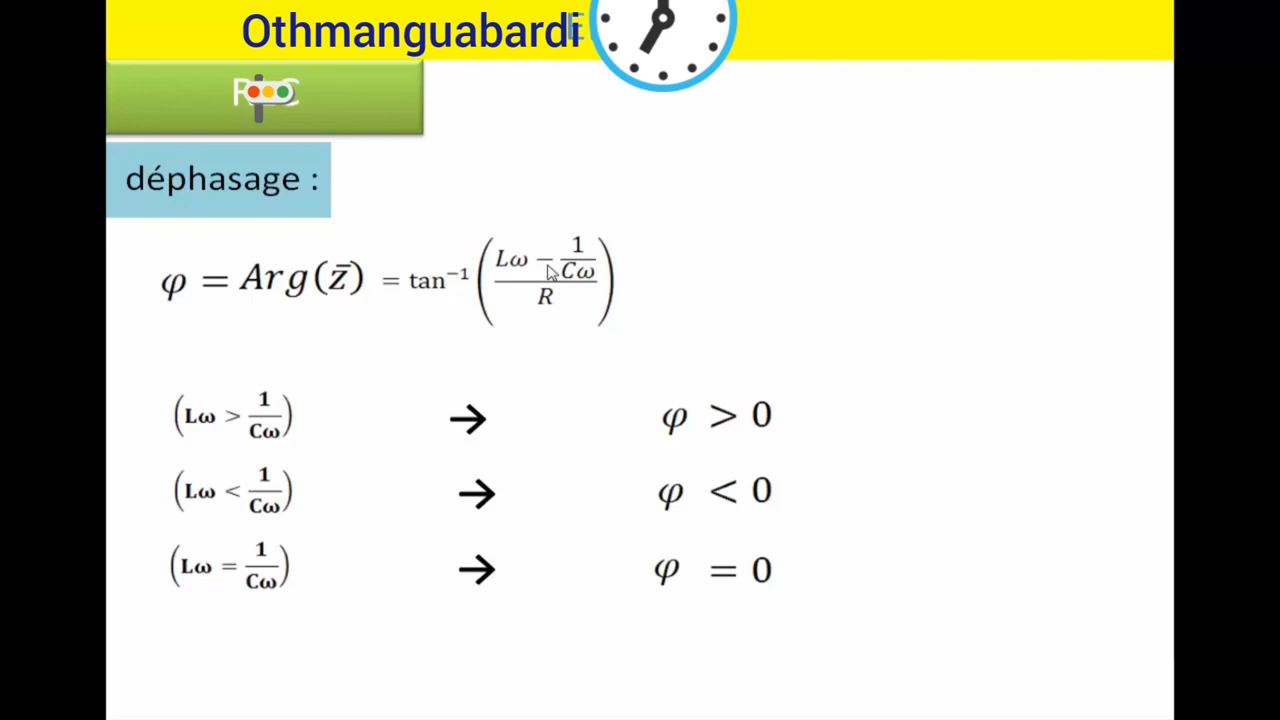 Othmanguabardi
déphasage :
φ = Arg(z̄) = tan⁻¹ ((Lω − 1/Cω)/R)
(Lω > 1/Cω) → φ > 0
(Lω < 1/Cω) → φ < 0
(Lω = 1/Cω) → φ = 0